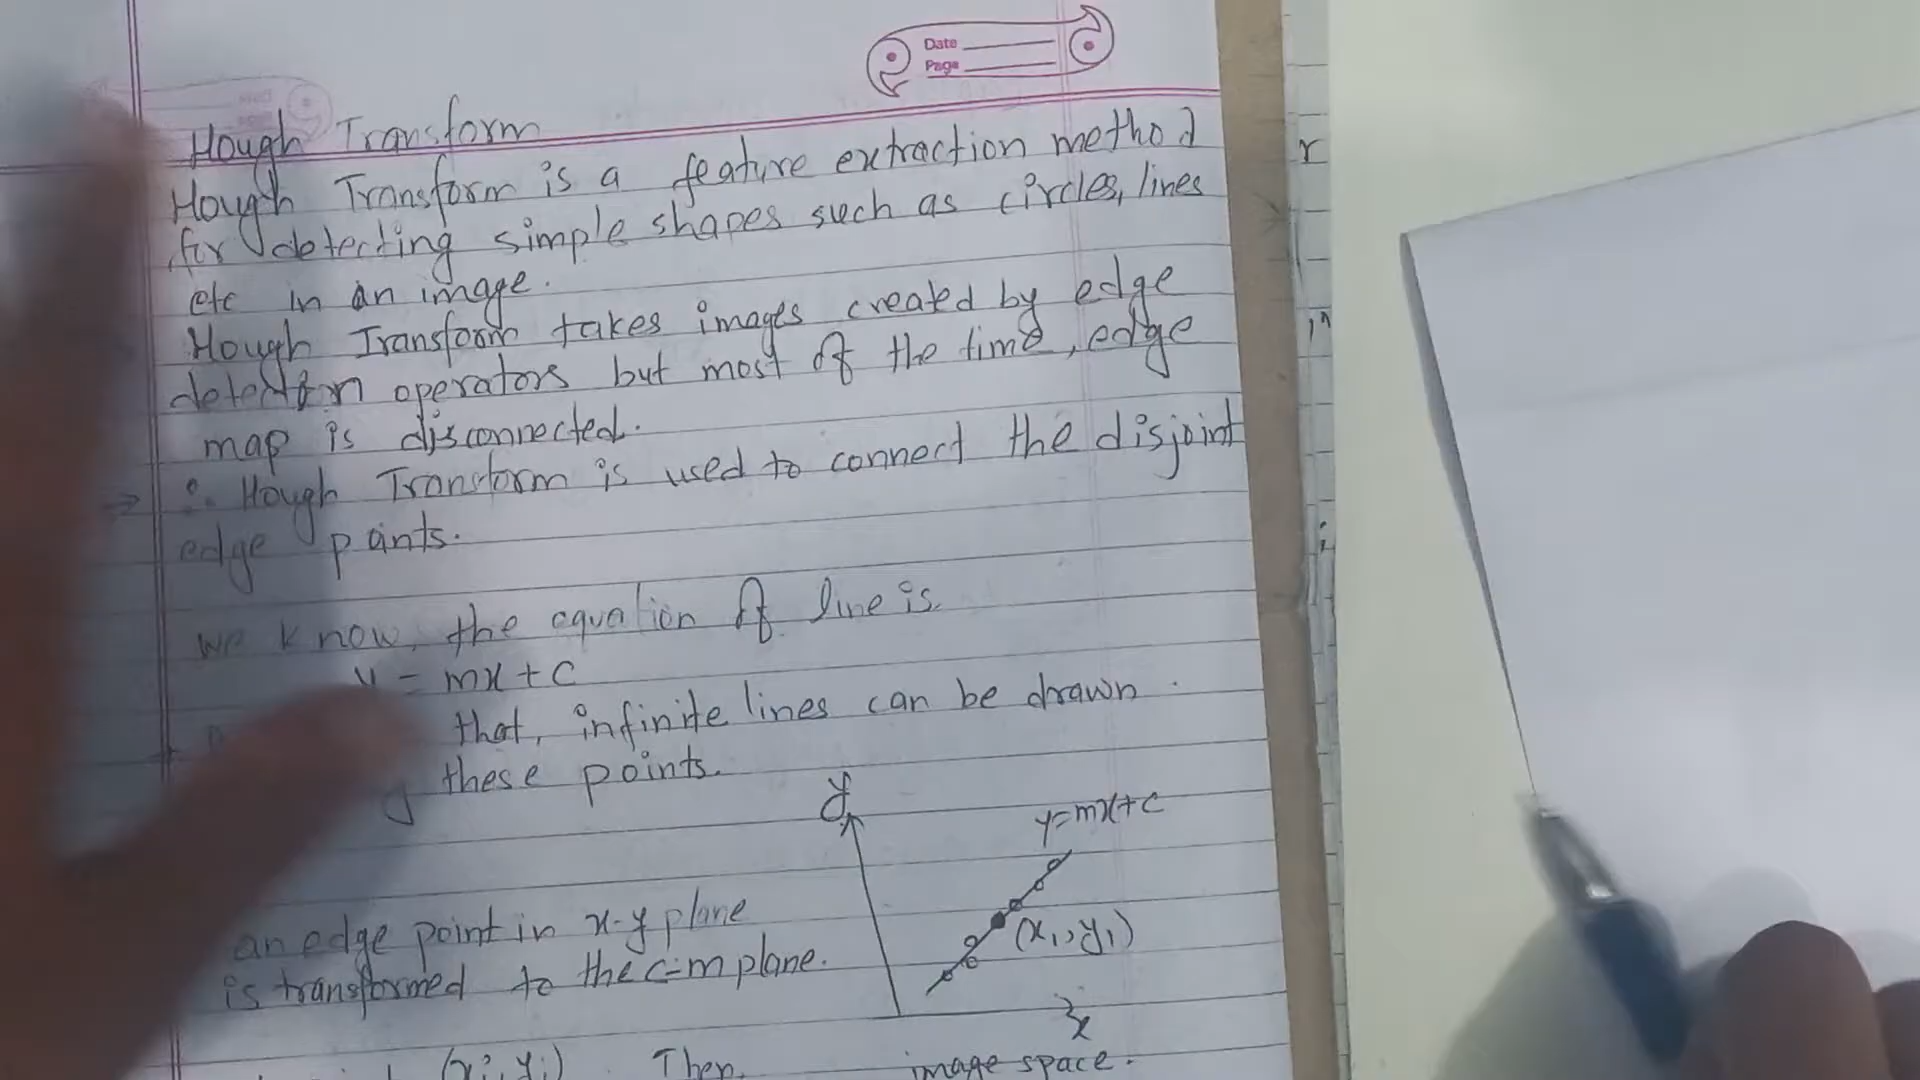 Date
Page
Hough Transform
Hough Transform is a feature extraction method
for detecting simple shapes such as circles, lines
etc in an image.
Hough Transform takes images created by edge
detection operators but most of the time, edge
map is disconnected.
∴ Hough Transform is used to connect the disjoint
edge points.
we know, the equation of line is
y = mx + c
that, infinite lines can be drawn
these points.
y
y=mx+c
an edge point in x-y plane
(x1, y1)
is transformed to the c-m plane.
x
(xi, yi) Then,
image space.
r
in
i